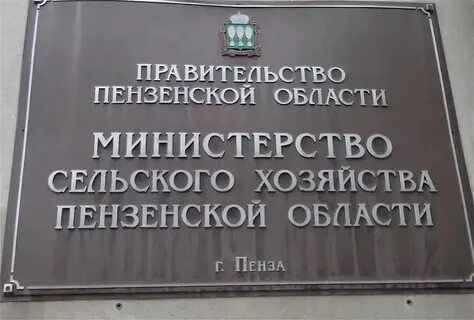 ПРАВИТЕЛЬСТВО
ПЕНЗЕНСКОЙ ОБЛАСТИ
МИНИСТЕРСТВО
СЕЛЬСКОГО ХОЗЯЙСТВА
ПЕНЗЕНСКОЙ ОБЛАСТИ
г. Пенза